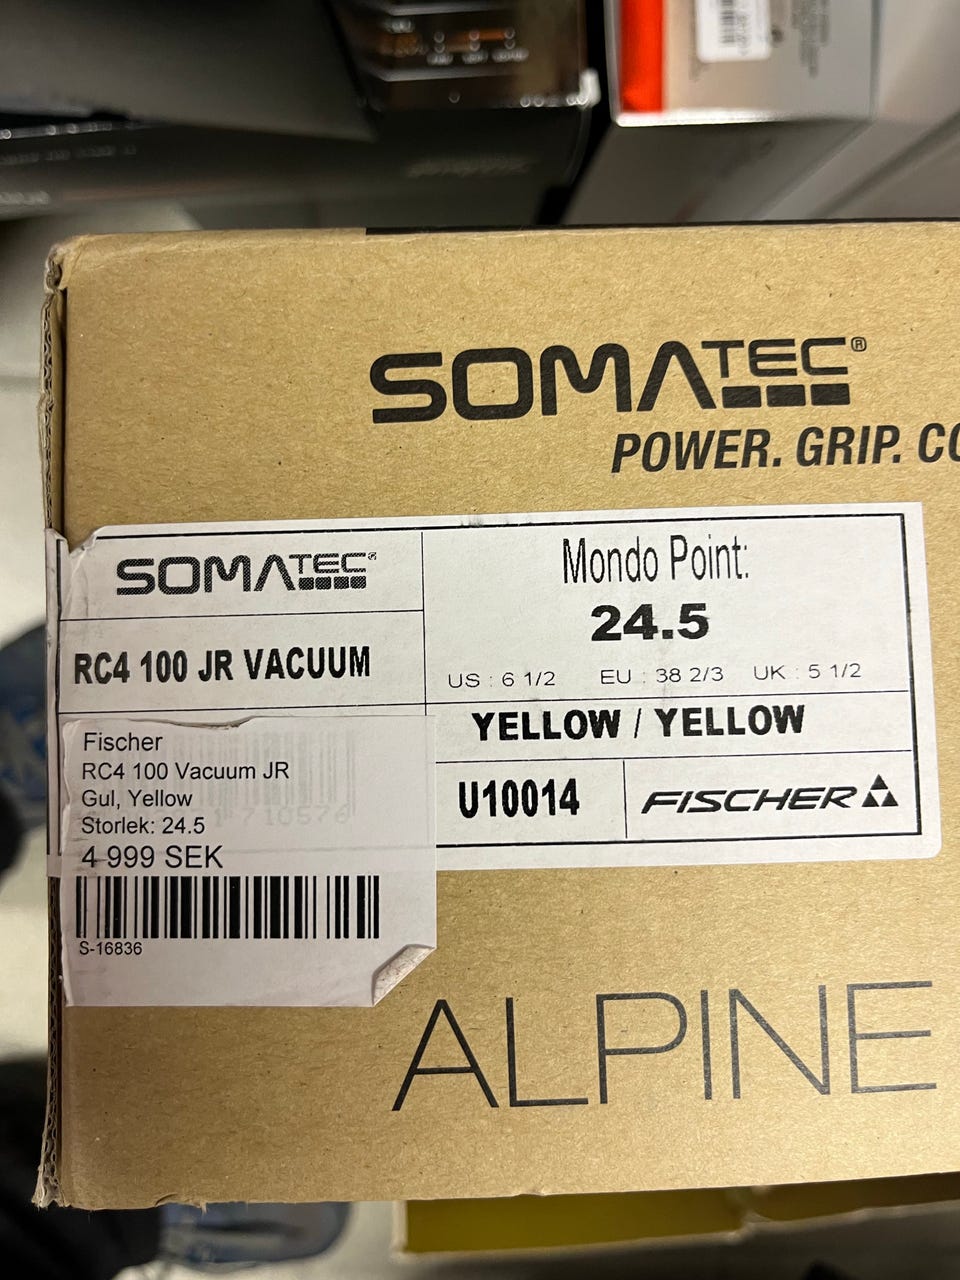 SOMATEC®
POWER. GRIP.
SOMATEC®
RC4 100 JR VACUUM
Mondo Point:
24.5
US : 6 1/2 EU : 38 2/3 UK : 5 1/2
YELLOW / YELLOW
U10014
FISCHER
Fischer
RC4 100 Vacuum JR
Gul, Yellow
Storlek: 24.5
4 999 SEK
S-16836
ALPINE